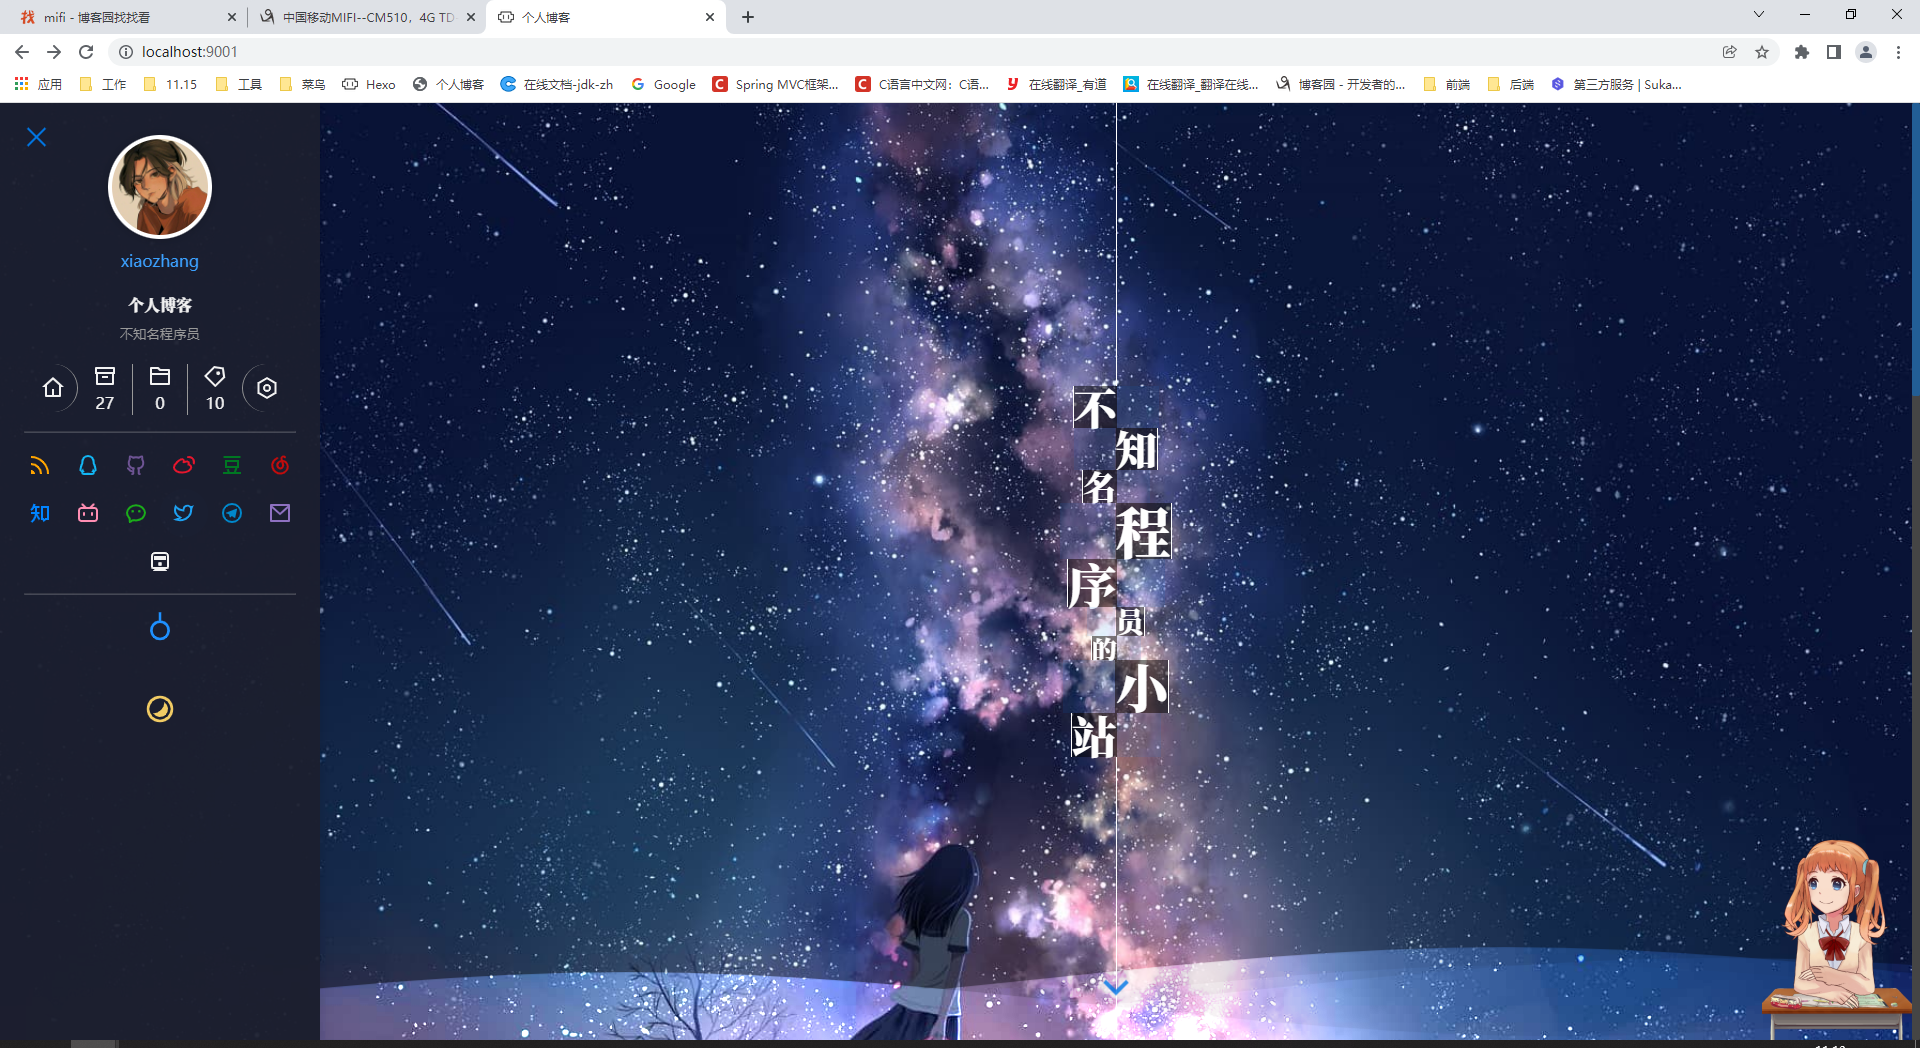 mifi - 博客园找找看
中国移动MIFI--CM510，4G TD-
个人博客
localhost:9001
应用
工作
11.15
工具
菜鸟
Hexo
个人博客
在线文档-jdk-zh
Google
Spring MVC框架...
C语言中文网：C语...
在线翻译_有道
在线翻译_翻译在线...
博客园 - 开发者的...
前端
后端
第三方服务 | Suka...
xiaozhang
个人博客
不知名程序员
27
0
10
豆
知
不
知
名
程
序
员
的
小
站